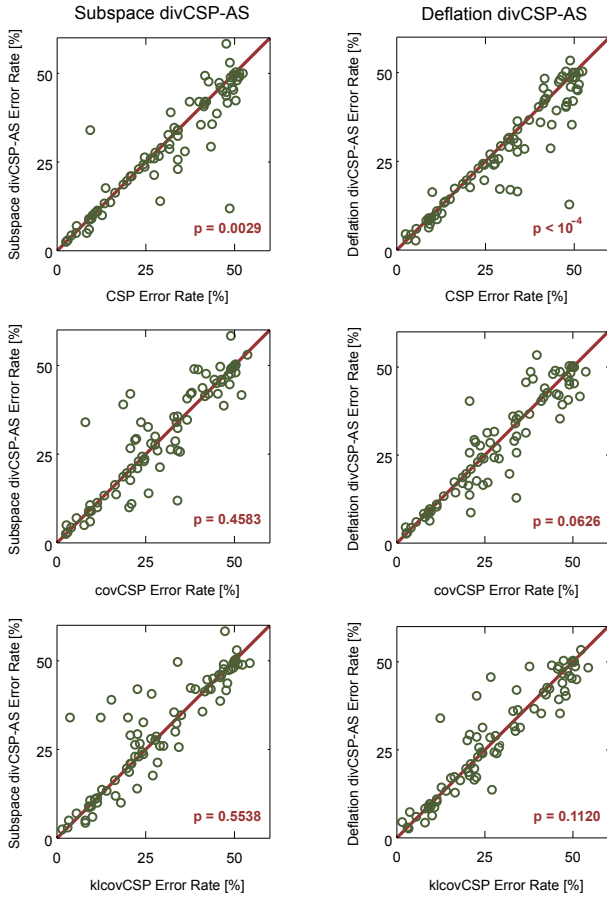 Subspace divCSP-AS
Deflation divCSP-AS
Subspace divCSP-AS Error Rate [%]
50
25
0
0
25
50
p = 0.0029
CSP Error Rate [%]
Deflation divCSP-AS Error Rate [%]
50
25
0
0
25
50
p < 10⁻⁴
CSP Error Rate [%]
Subspace divCSP-AS Error Rate [%]
50
25
0
0
25
50
p = 0.4583
covCSP Error Rate [%]
Deflation divCSP-AS Error Rate [%]
50
25
0
0
25
50
p = 0.0626
covCSP Error Rate [%]
Subspace divCSP-AS Error Rate [%]
50
25
0
0
25
50
p = 0.5538
klcovCSP Error Rate [%]
Deflation divCSP-AS Error Rate [%]
50
25
0
0
25
50
p = 0.1120
klcovCSP Error Rate [%]